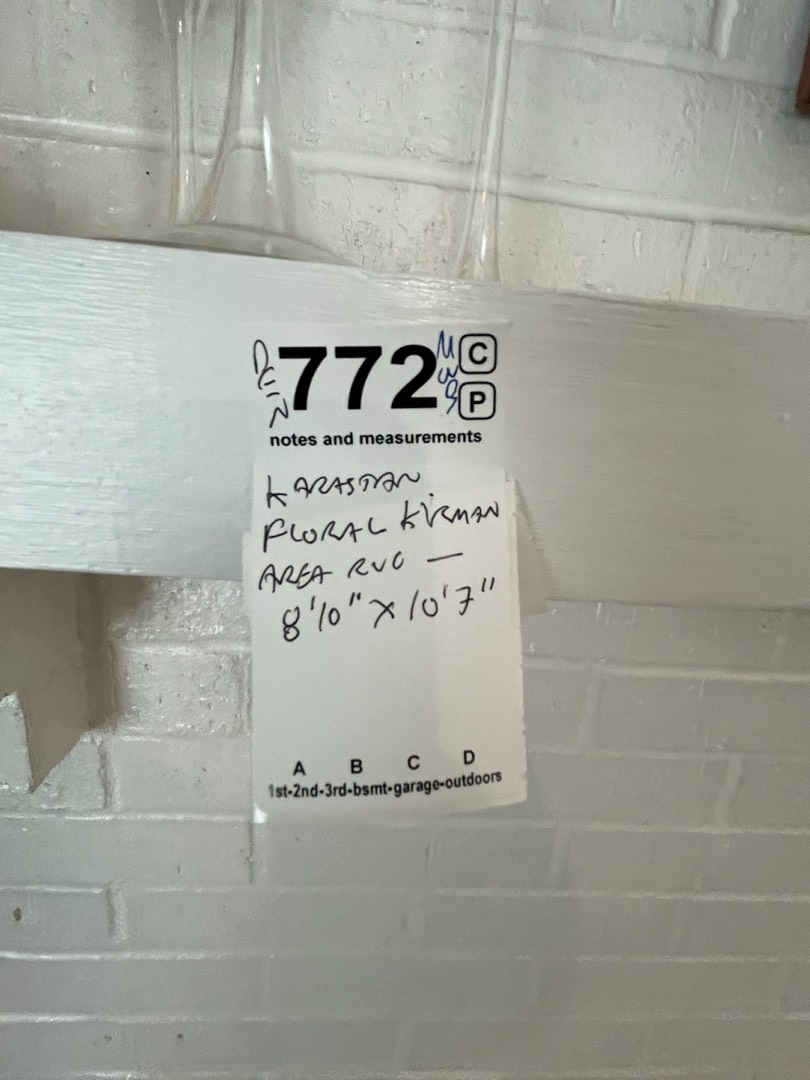 DEN 772 C
P
notes and measurements
KARASTAN
FLORAL KIRMAN
AREA RUG —
8'10" X 10'7"
A B C D
1st-2nd-3rd-bsmt-garage-outdoors